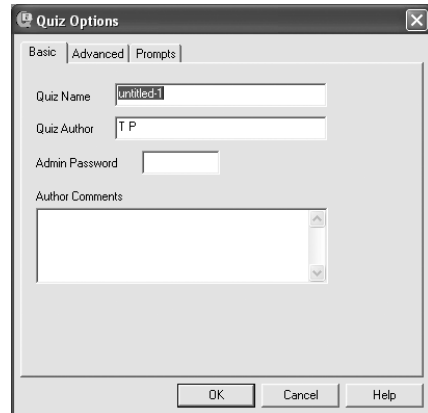 Quiz Options
Basic Advanced Prompts
Quiz Name untitled-1
Quiz Author T P
Admin Password
Author Comments
OK Cancel Help